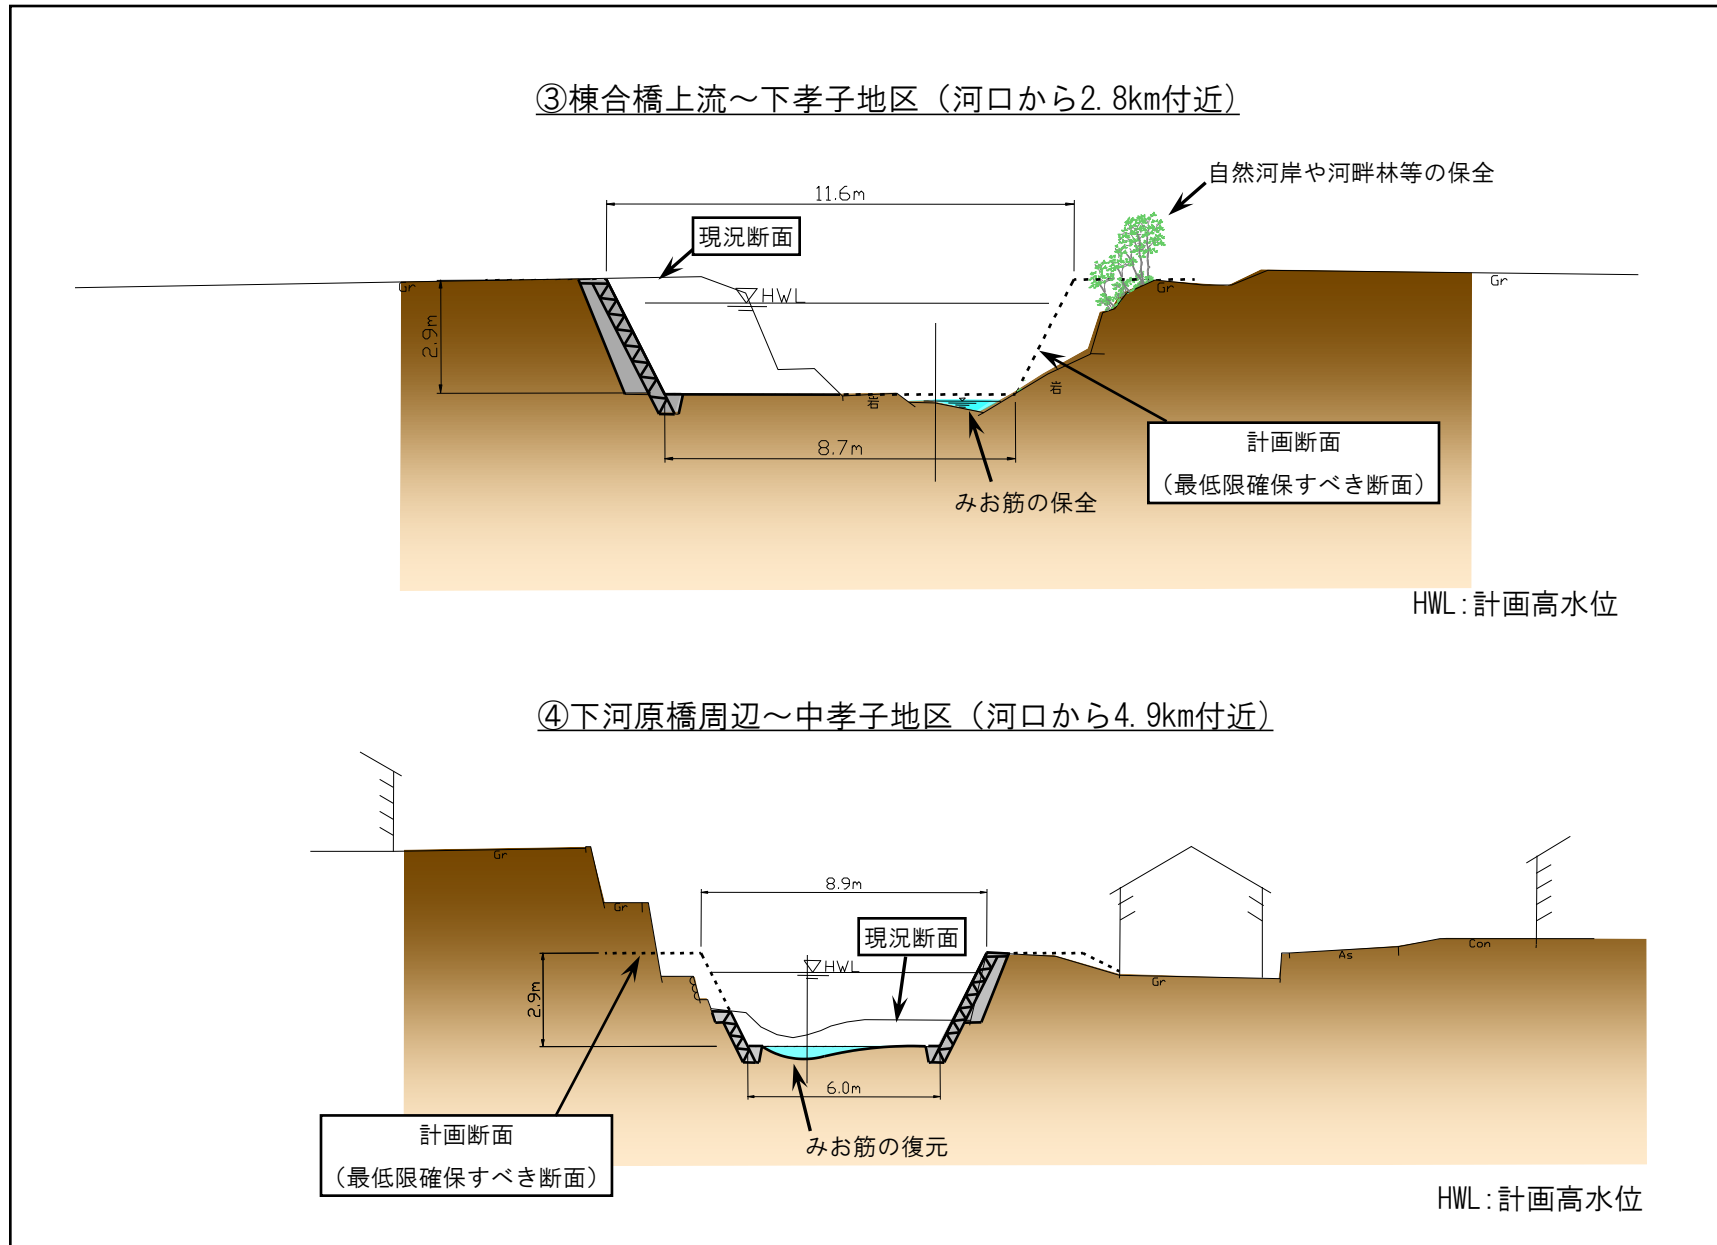 ③棟合橋上流～下孝子地区（河口から2.8km付近）
自然河岸や河畔林等の保全
11.6m
現況断面
HWL
Gr
Gr
Gr
2.9m
岩
岩
8.7m
計画断面
（最低限確保すべき断面）
みお筋の保全
HWL:計画高水位
④下河原橋周辺～中孝子地区（河口から4.9km付近）
Gr
8.9m
Gr
現況断面
Con
As
HWL
Gr
2.9m
6.0m
計画断面
（最低限確保すべき断面）
みお筋の復元
HWL:計画高水位